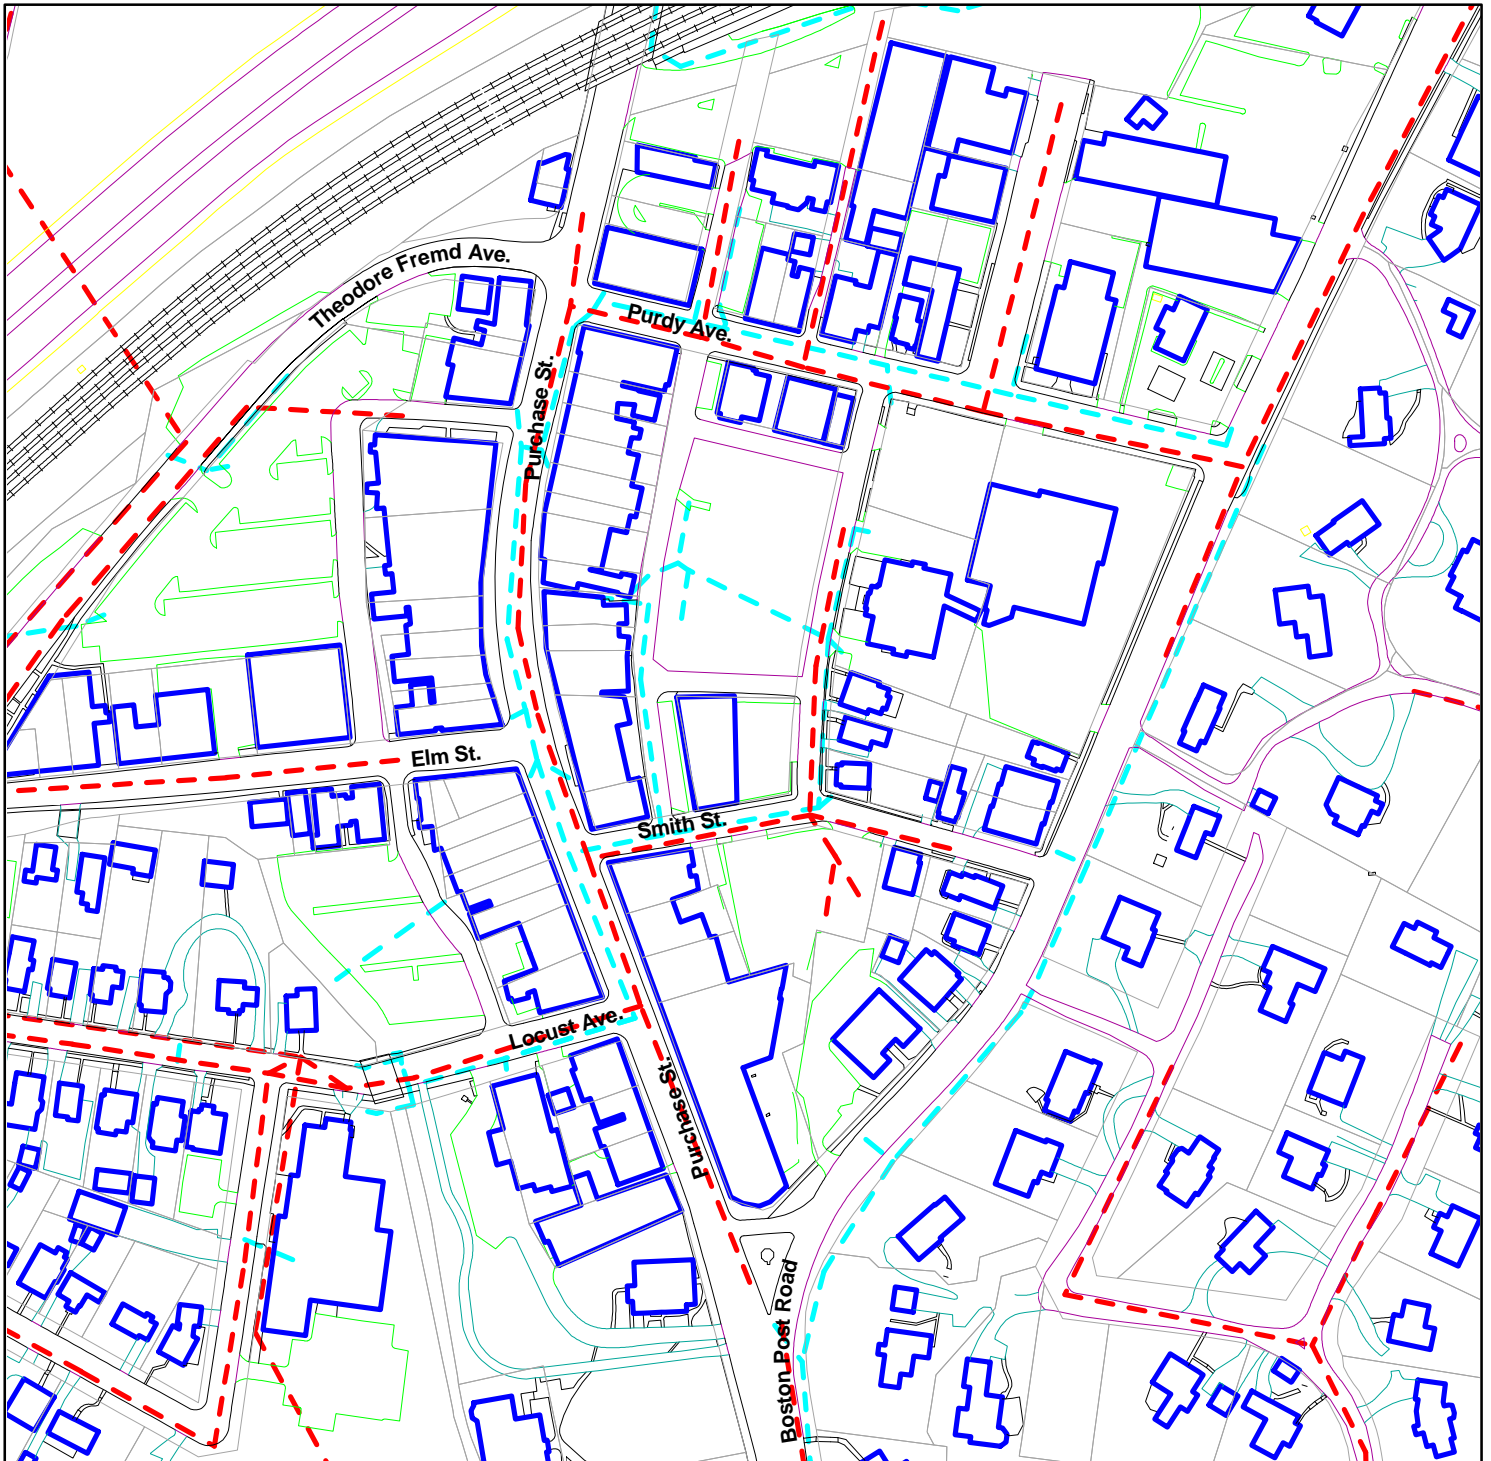 Theodore Fremd Ave.
Purdy Ave.
Purchase St.
Elm St.
Smith St.
Locust Ave.
Purchase St.
Boston Post Road